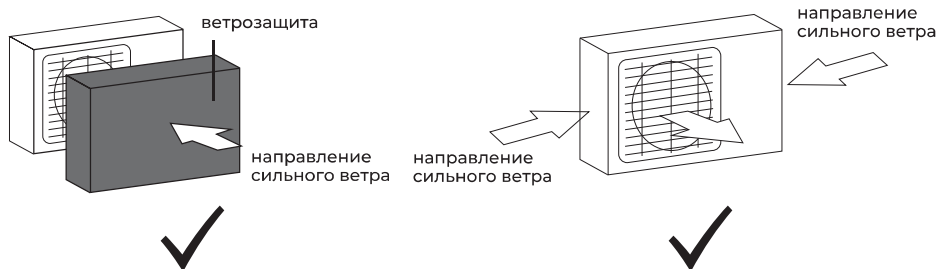 ветрозащита
направление
сильного ветра
направление
сильного ветра
направление
сильного ветра